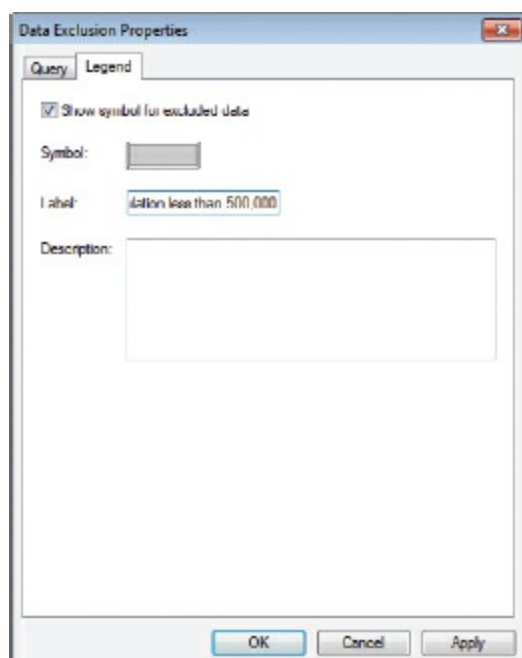 Data Exclusion Properties
Query Legend
Show symbol for excluded data
Symbol:
Label: ulation less than 500,000
Description:
OK Cancel Apply